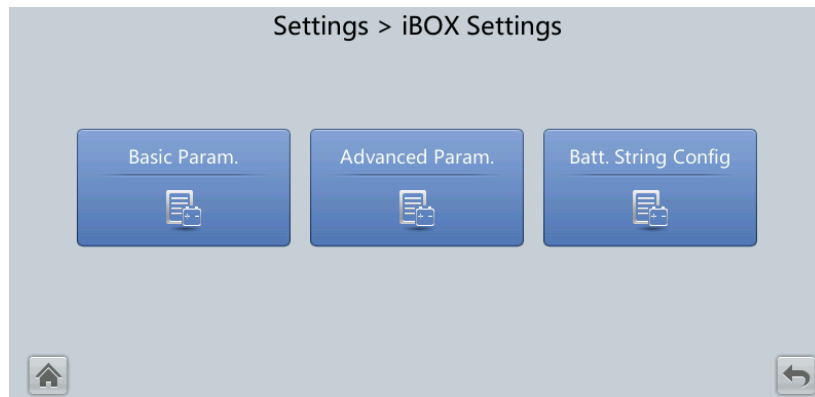 Settings > iBOX Settings
Basic Param.
Advanced Param.
Batt. String Config